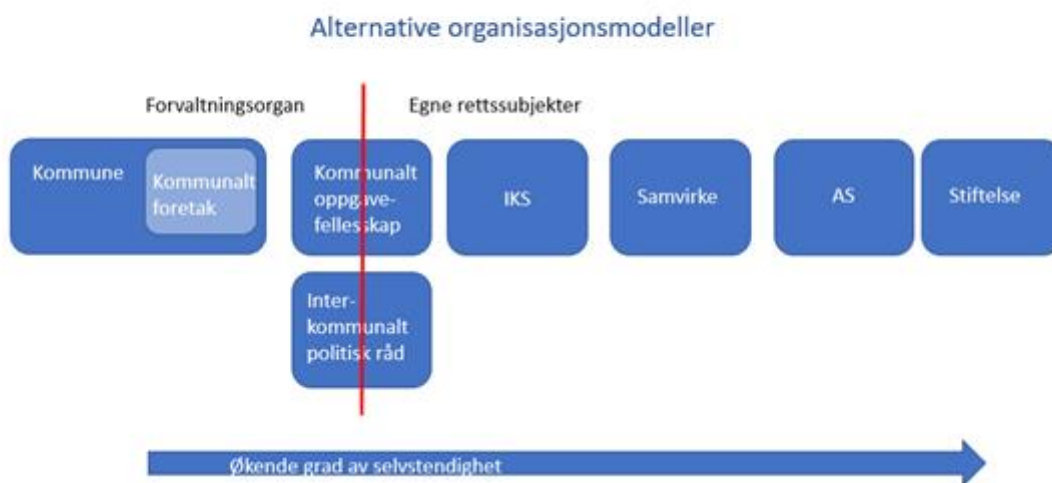 Alternative organisasjonsmodeller
Forvaltningsorgan
Egne rettssubjekter
Kommune
Kommunalt
foretak
Kommunalt
oppgave-
fellesskap
IKS
Samvirke
AS
Stiftelse
Inter-
kommunalt
politisk råd
Økende grad av selvstendighet